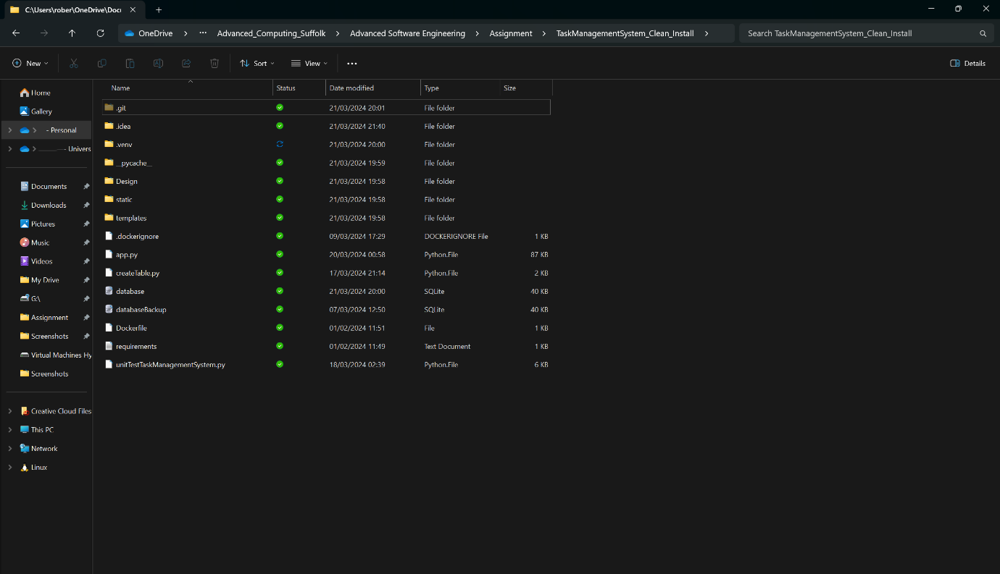 C:\Users\rober\OneDrive\Docu
OneDrive > ... Advanced_Computing_Suffolk > Advanced Software Engineering > Assignment > TaskManagementSystem_Clean_Install >
Search TaskManagementSystem_Clean_Install
New
Sort
View
Details
Home
Gallery
- Personal
- Univers
Documents
Downloads
Pictures
Music
Videos
My Drive
G:\
Assignment
Screenshots
Virtual Machines Hy
Screenshots
Creative Cloud Files
This PC
Network
Linux
Name Status Date modified Type Size
.git 21/03/2024 20:01 File folder
.idea 21/03/2024 21:40 File folder
.venv 21/03/2024 20:00 File folder
__pycache__ 21/03/2024 19:59 File folder
Design 21/03/2024 19:58 File folder
static 21/03/2024 19:58 File folder
templates 21/03/2024 19:58 File folder
.dockerignore 09/03/2024 17:29 DOCKERIGNORE File 1 KB
app.py 20/03/2024 00:58 Python.File 87 KB
createTable.py 17/03/2024 21:14 Python.File 2 KB
database 21/03/2024 20:00 SQLite 40 KB
databaseBackup 07/03/2024 12:50 SQLite 40 KB
Dockerfile 01/02/2024 11:51 File 1 KB
requirements 01/02/2024 11:49 Text Document 1 KB
unitTestTaskManagementSystem.py 18/03/2024 02:39 Python.File 6 KB